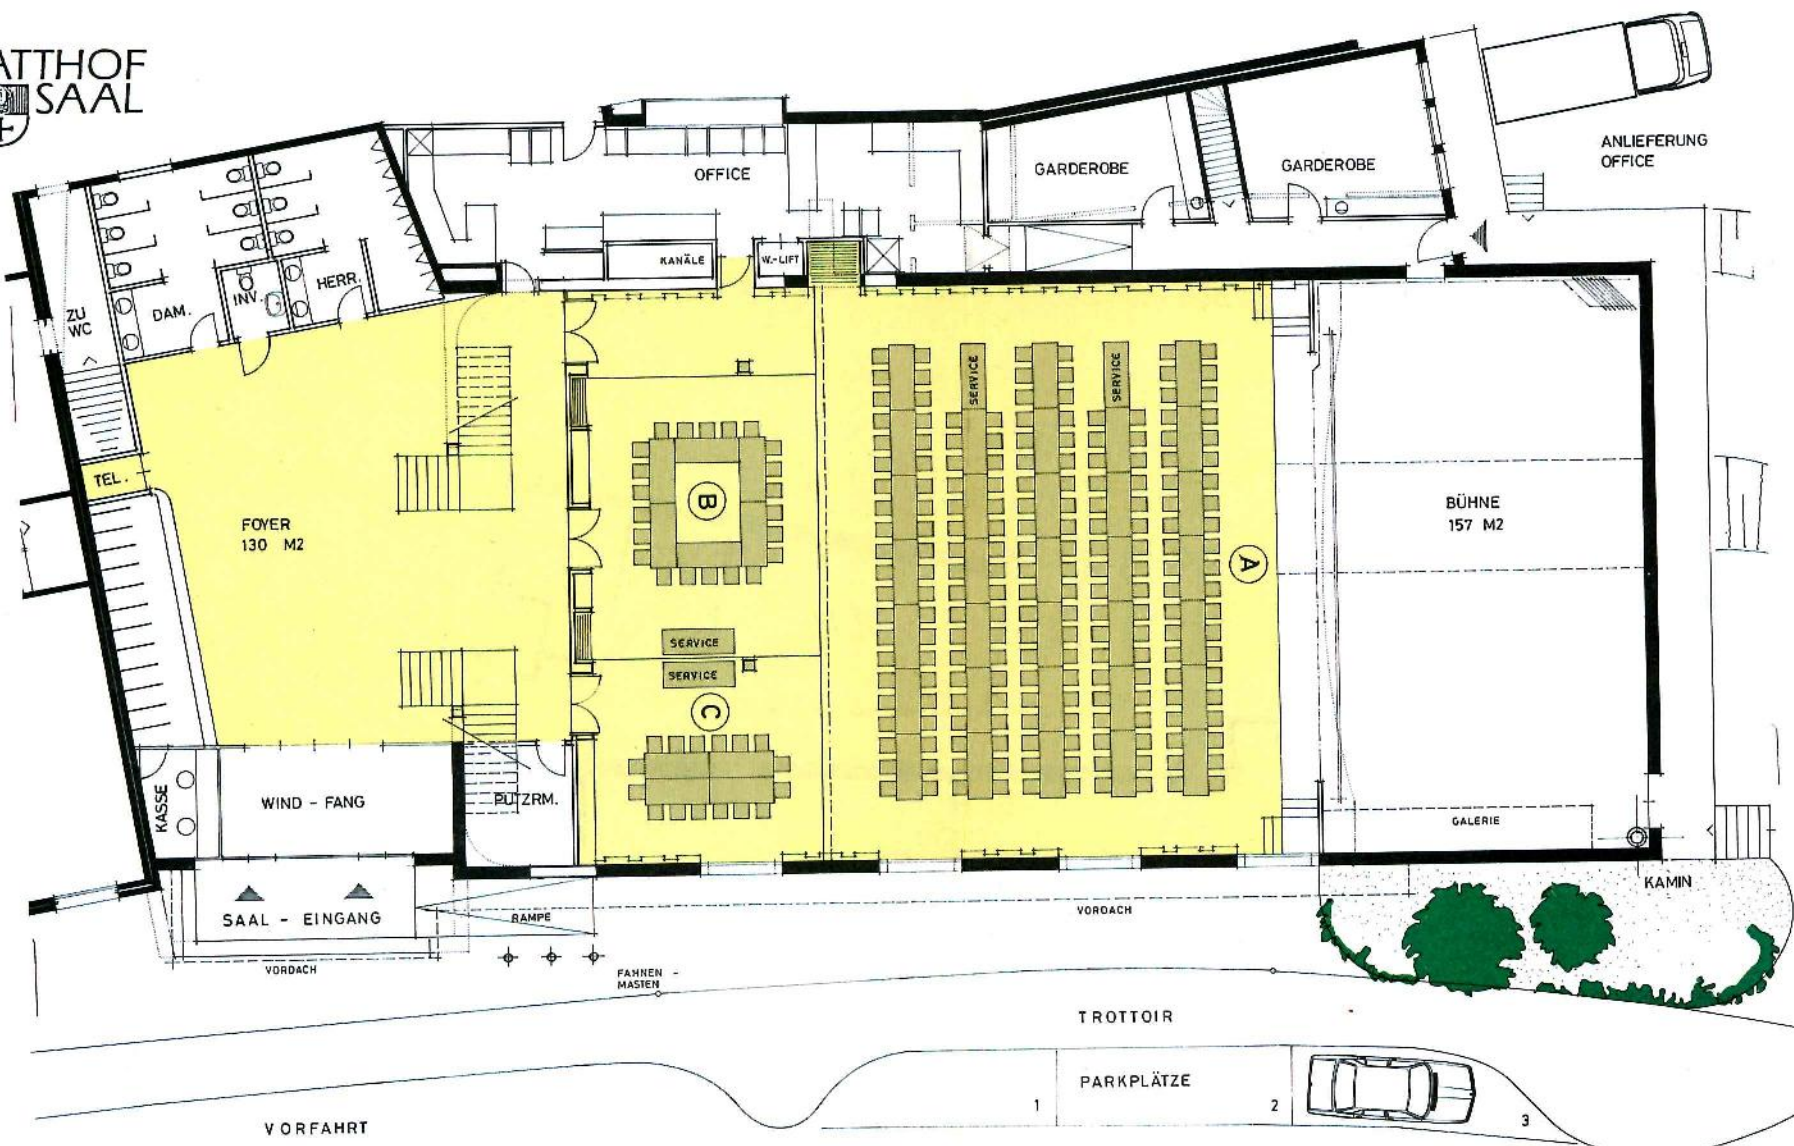 ATTHOF
SAAL
ANLIEFERUNG
OFFICE
GARDEROBE
GARDEROBE
OFFICE
KANÄLE
W.-LIFT
ZU
WC
DAM.
INV.
HERR.
TEL.
FOYER
130 M2
SERVICE
SERVICE
B
A
BÜHNE
157 M2
SERVICE
SERVICE
C
KASSE
WIND - FANG
PUTZRM.
GALERIE
KAMIN
SAAL - EINGANG
RAMPE
VORDACH
VORDACH
FAHNEN -
MASTEN
TROTTOIR
PARKPLÄTZE
1
2
3
VORFAHRT